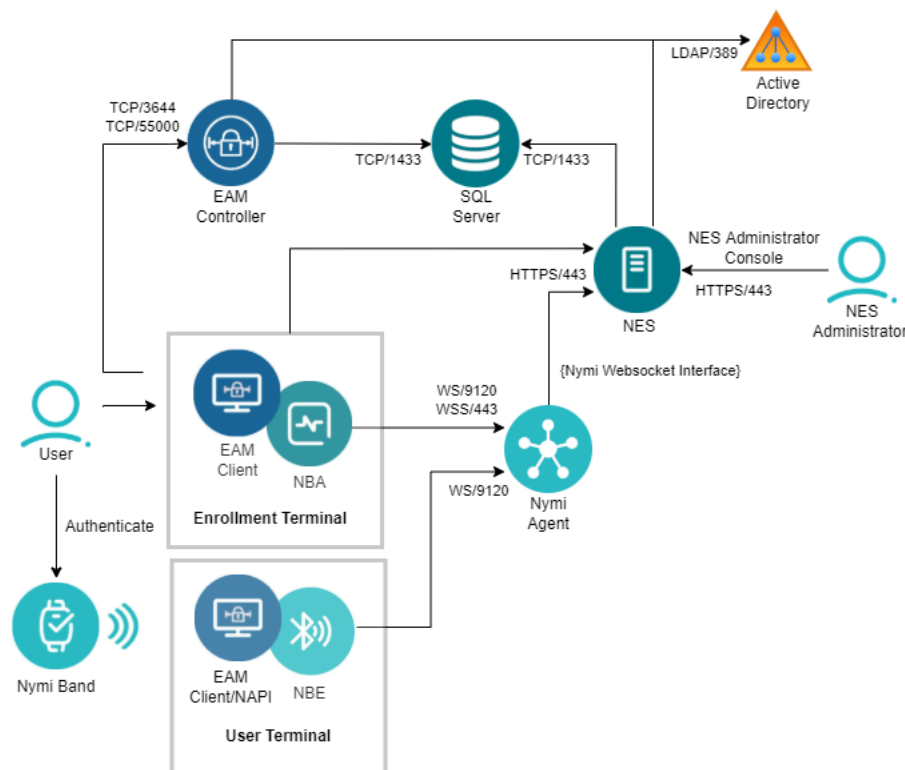 LDAP/389
Active
Directory
TCP/3644
TCP/55000
TCP/1433
TCP/1433
EAM
Controller
SQL
Server
NES Administrator
Console
HTTPS/443
HTTPS/443
NES
NES
Administrator
{Nymi Websocket Interface}
WS/9120
WSS/443
User
EAM
Client
NBA
Enrollment Terminal
WS/9120
Nymi
Agent
Authenticate
Nymi Band
EAM
Client/NAPI
NBE
User Terminal